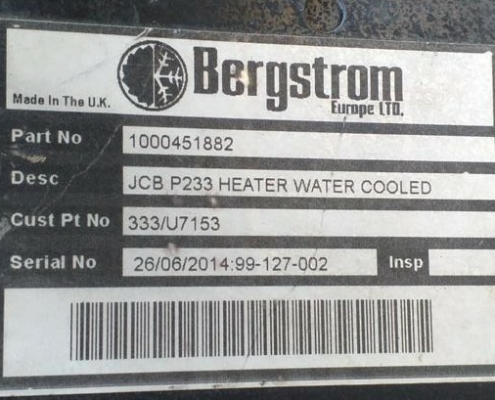 Bergstrom
Europe LTD.
Made In The U.K.
Part No 1000451882
Desc JCB P233 HEATER WATER COOLED
Cust Pt No 333/U7153
Serial No 26/06/2014:99-127-002 Insp